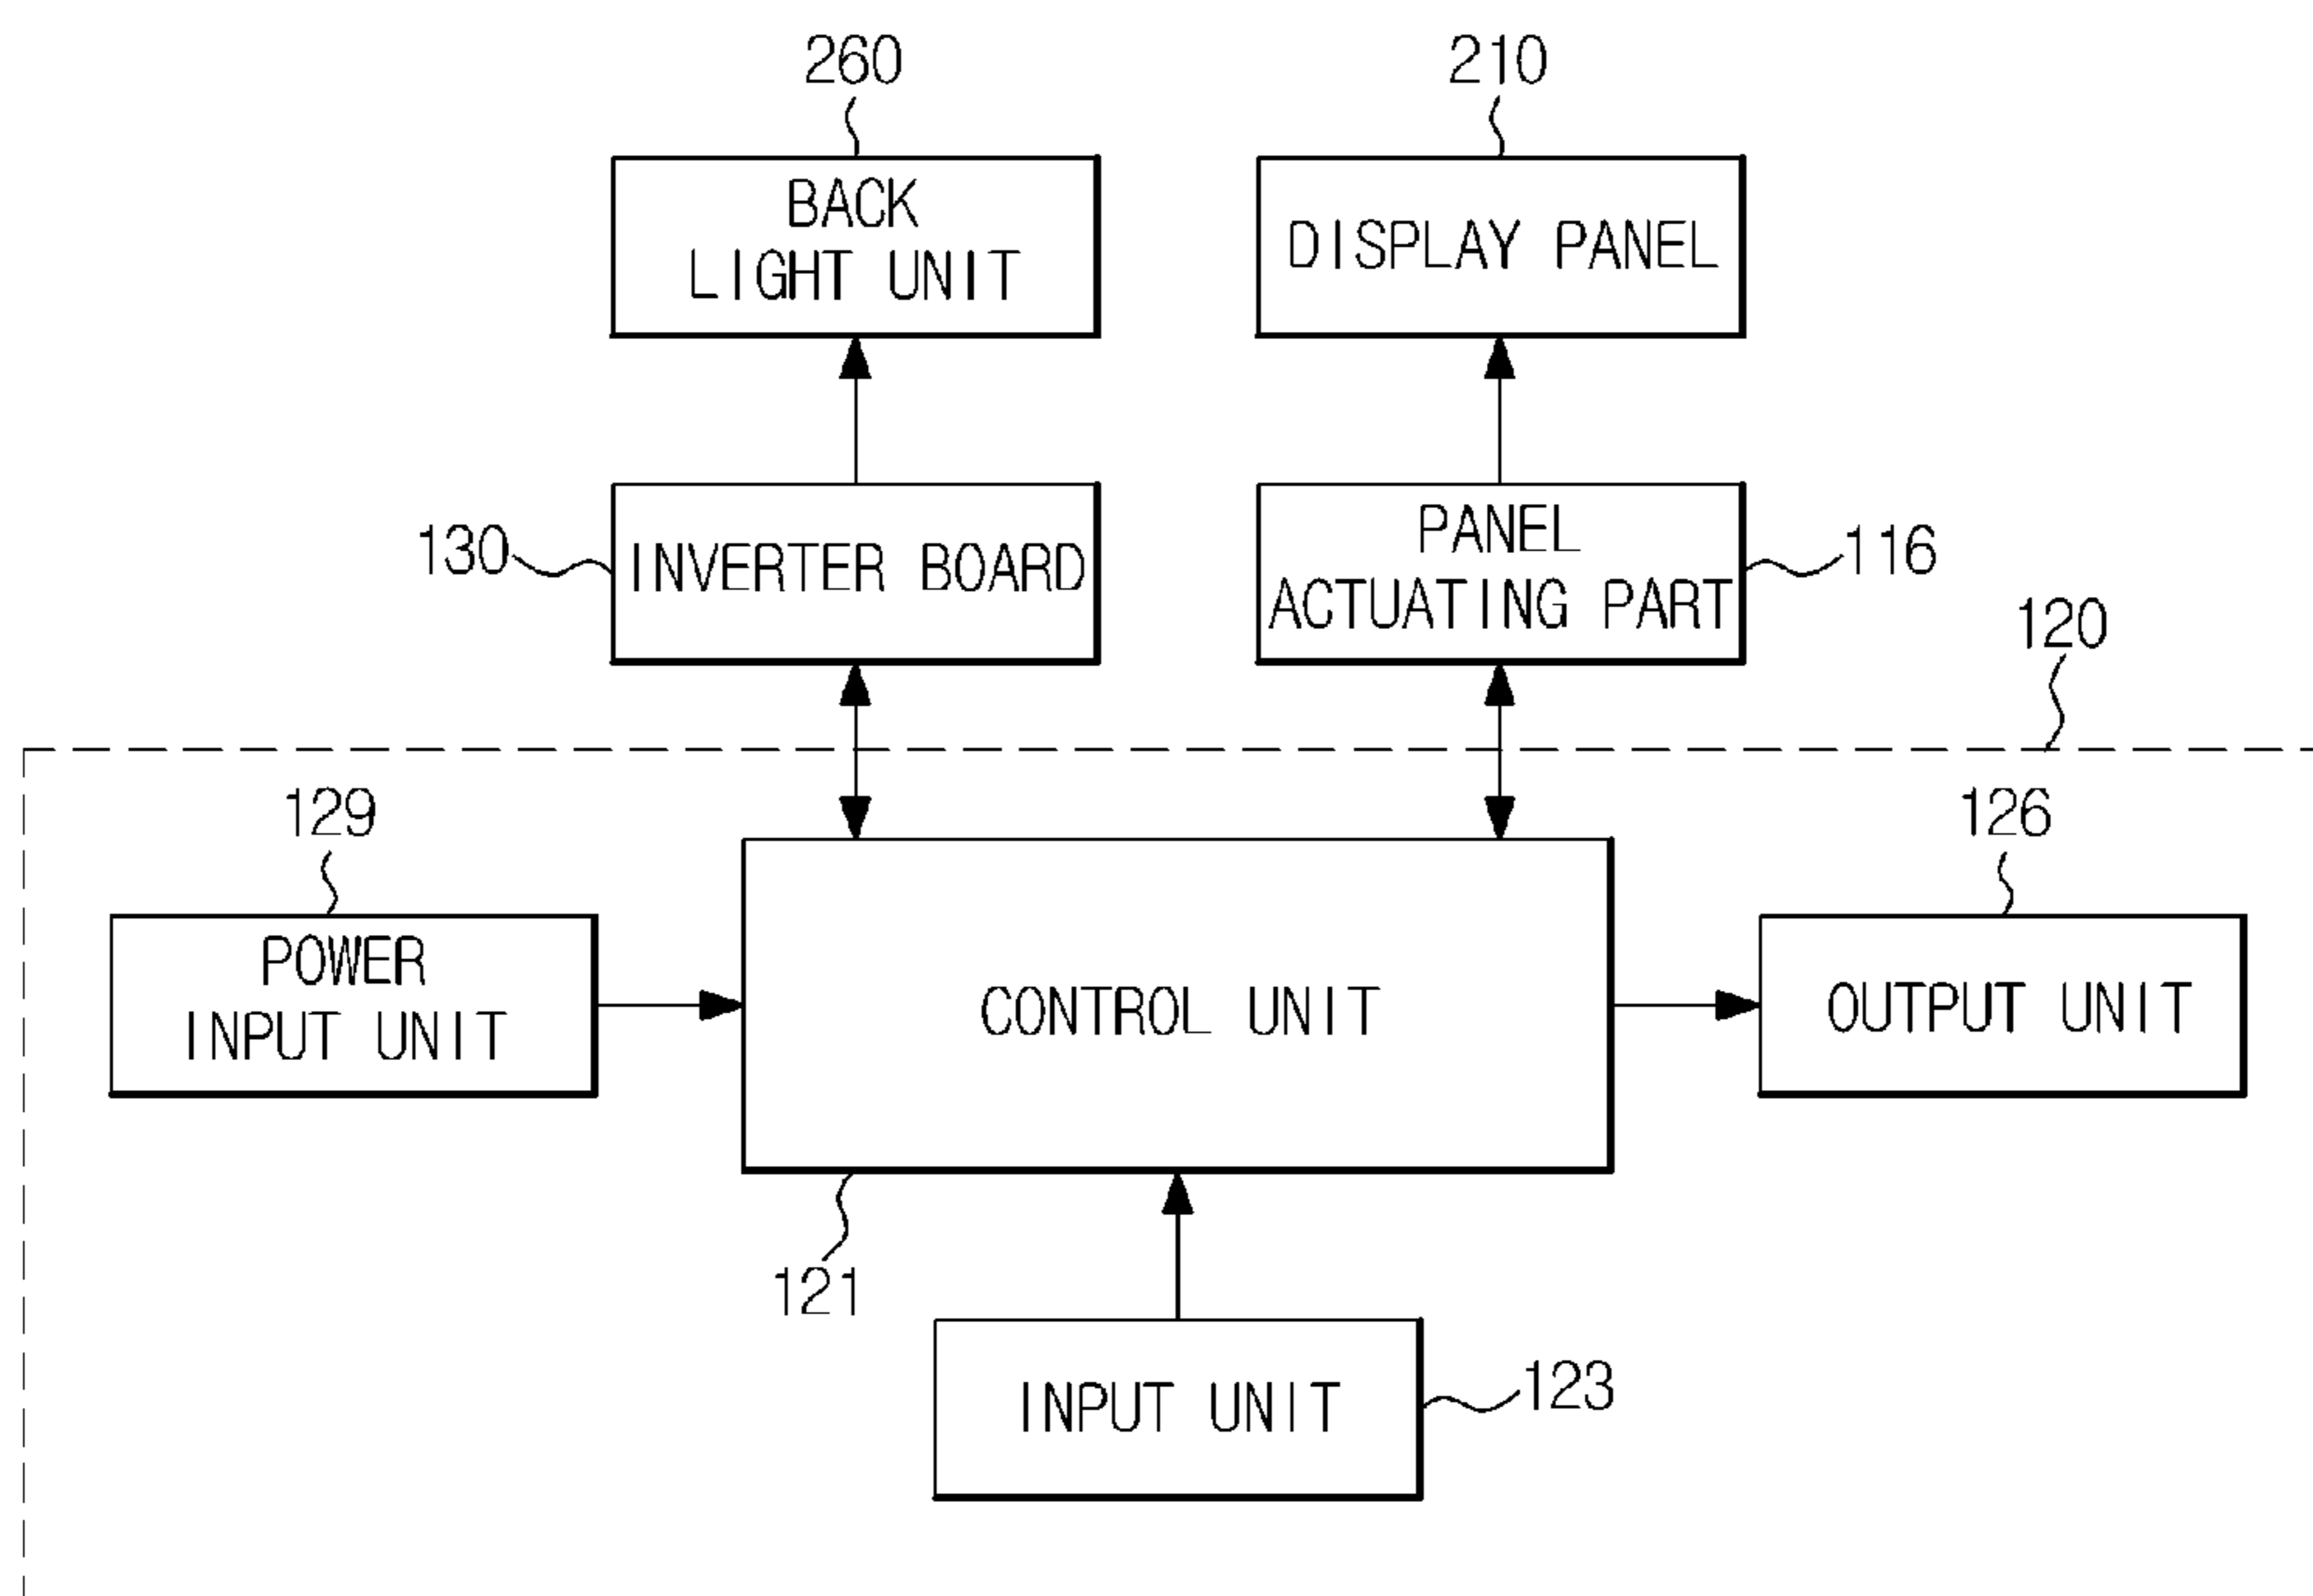 260
210
BACK
LIGHT UNIT
DISPLAY PANEL
130
INVERTER BOARD
PANEL
ACTUATING PART
116
120
129
126
POWER
INPUT UNIT
CONTROL UNIT
OUTPUT UNIT
121
INPUT UNIT
123